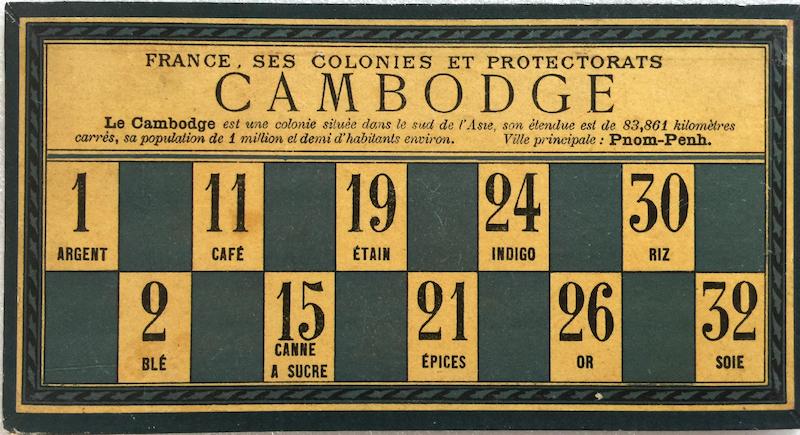 FRANCE, SES COLONIES ET PROTECTORATS
CAMBODGE
Le Cambodge est une colonie située dans le sud de l'Asie, son étendue est de 83,861 kilomètres
carrés, sa population de 1 million et demi d'habitants environ. Ville principale : Pnom-Penh.
1 11 19 24 30
ARGENT CAFÉ ÉTAIN INDIGO RIZ
2 15 21 26 32
BLÉ CANNE A SUCRE ÉPICES OR SOIE